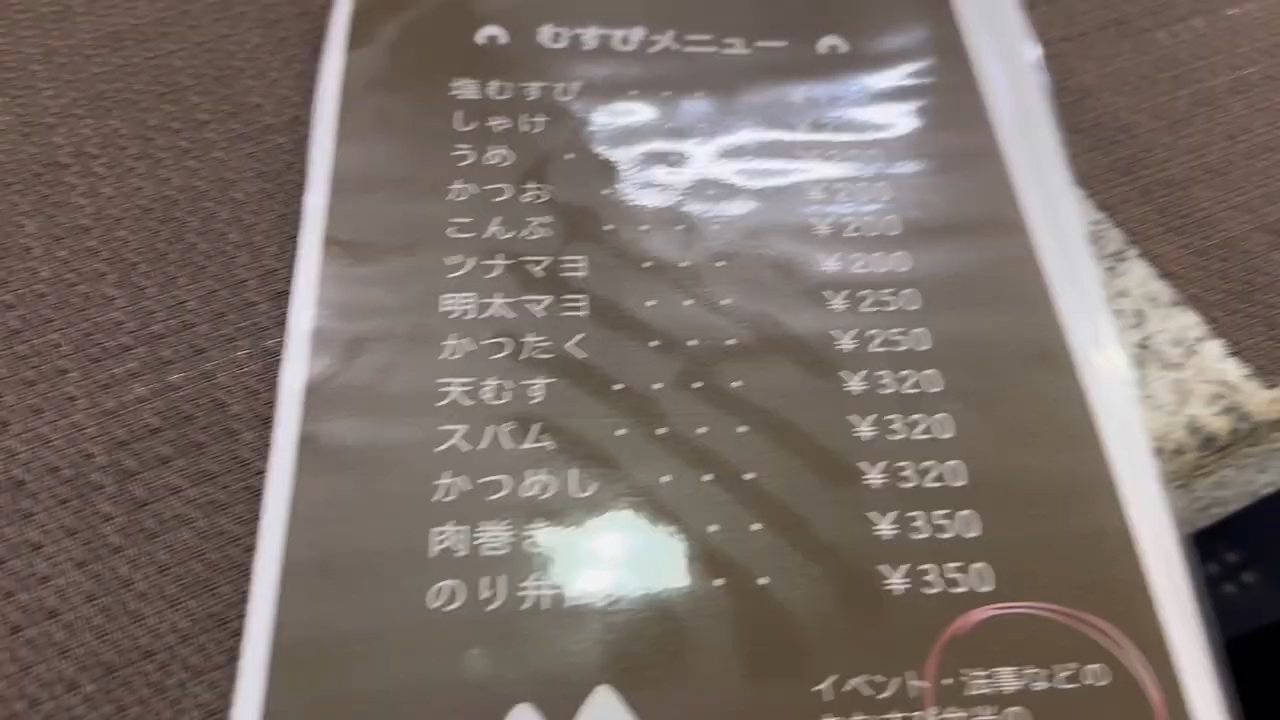 むすびメニュー
塩むすび ・・・
しゃけ
うめ ・
かつお ・・・・ ¥200
こんぶ ・・・・ ¥200
ツナマヨ ・・・ ¥200
明太マヨ ・・・ ¥250
かつたく ・・・ ¥250
天むす ・・・・ ¥320
スパム ・・・・ ¥320
かつめし ・・・ ¥320
肉巻き ・・ ¥350
のり弁 ・・ ¥350
イベント・法事などの